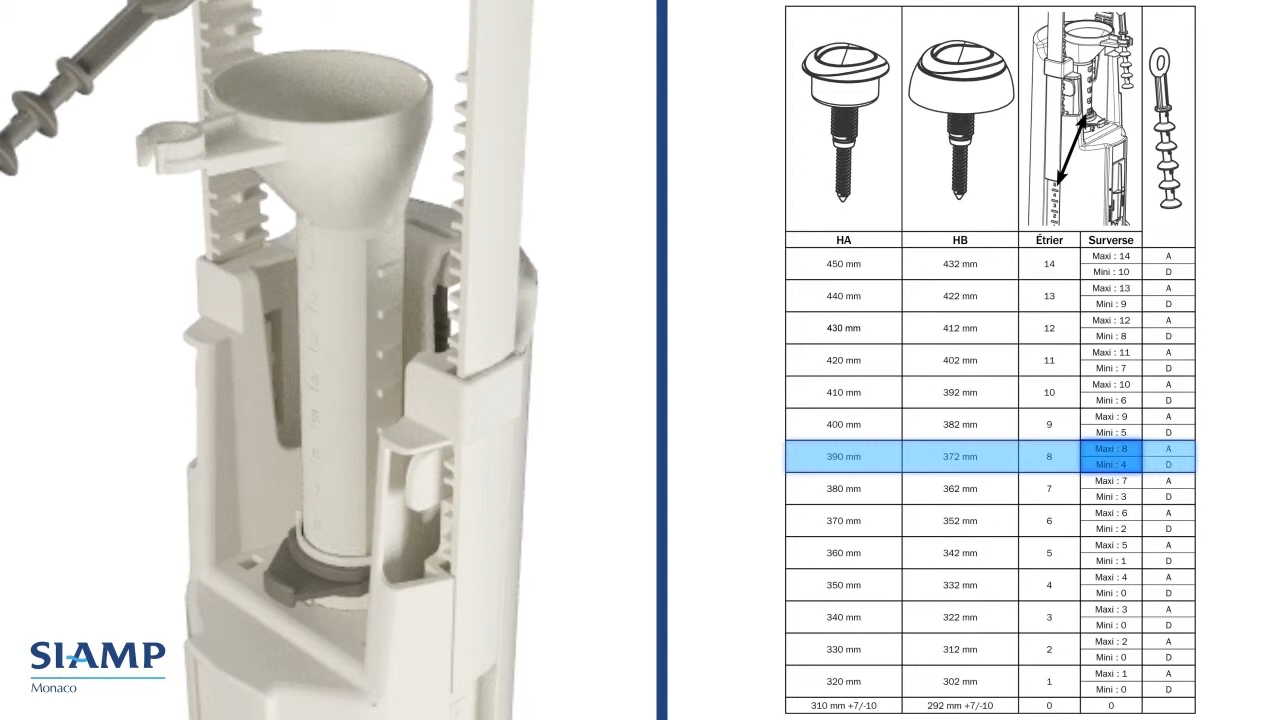 SIAMP
Monaco
HA HB Étrier Surverse
450 mm 432 mm 14 Maxi : 14 A
Mini : 10 D
440 mm 422 mm 13 Maxi : 13 A
Mini : 9 D
430 mm 412 mm 12 Maxi : 12 A
Mini : 8 D
420 mm 402 mm 11 Maxi : 11 A
Mini : 7 D
410 mm 392 mm 10 Maxi : 10 A
Mini : 6 D
400 mm 382 mm 9 Maxi : 9 A
Mini : 5 D
390 mm 372 mm 8 Maxi : 8 A
Mini : 4 D
380 mm 362 mm 7 Maxi : 7 A
Mini : 3 D
370 mm 352 mm 6 Maxi : 6 A
Mini : 2 D
360 mm 342 mm 5 Maxi : 5 A
Mini : 1 D
350 mm 332 mm 4 Maxi : 4 A
Mini : 0 D
340 mm 322 mm 3 Maxi : 3 A
Mini : 0 D
330 mm 312 mm 2 Maxi : 2 A
Mini : 0 D
320 mm 302 mm 1 Maxi : 1 A
Mini : 0 D
310 mm +7/-10 292 mm +7/-10 0 0